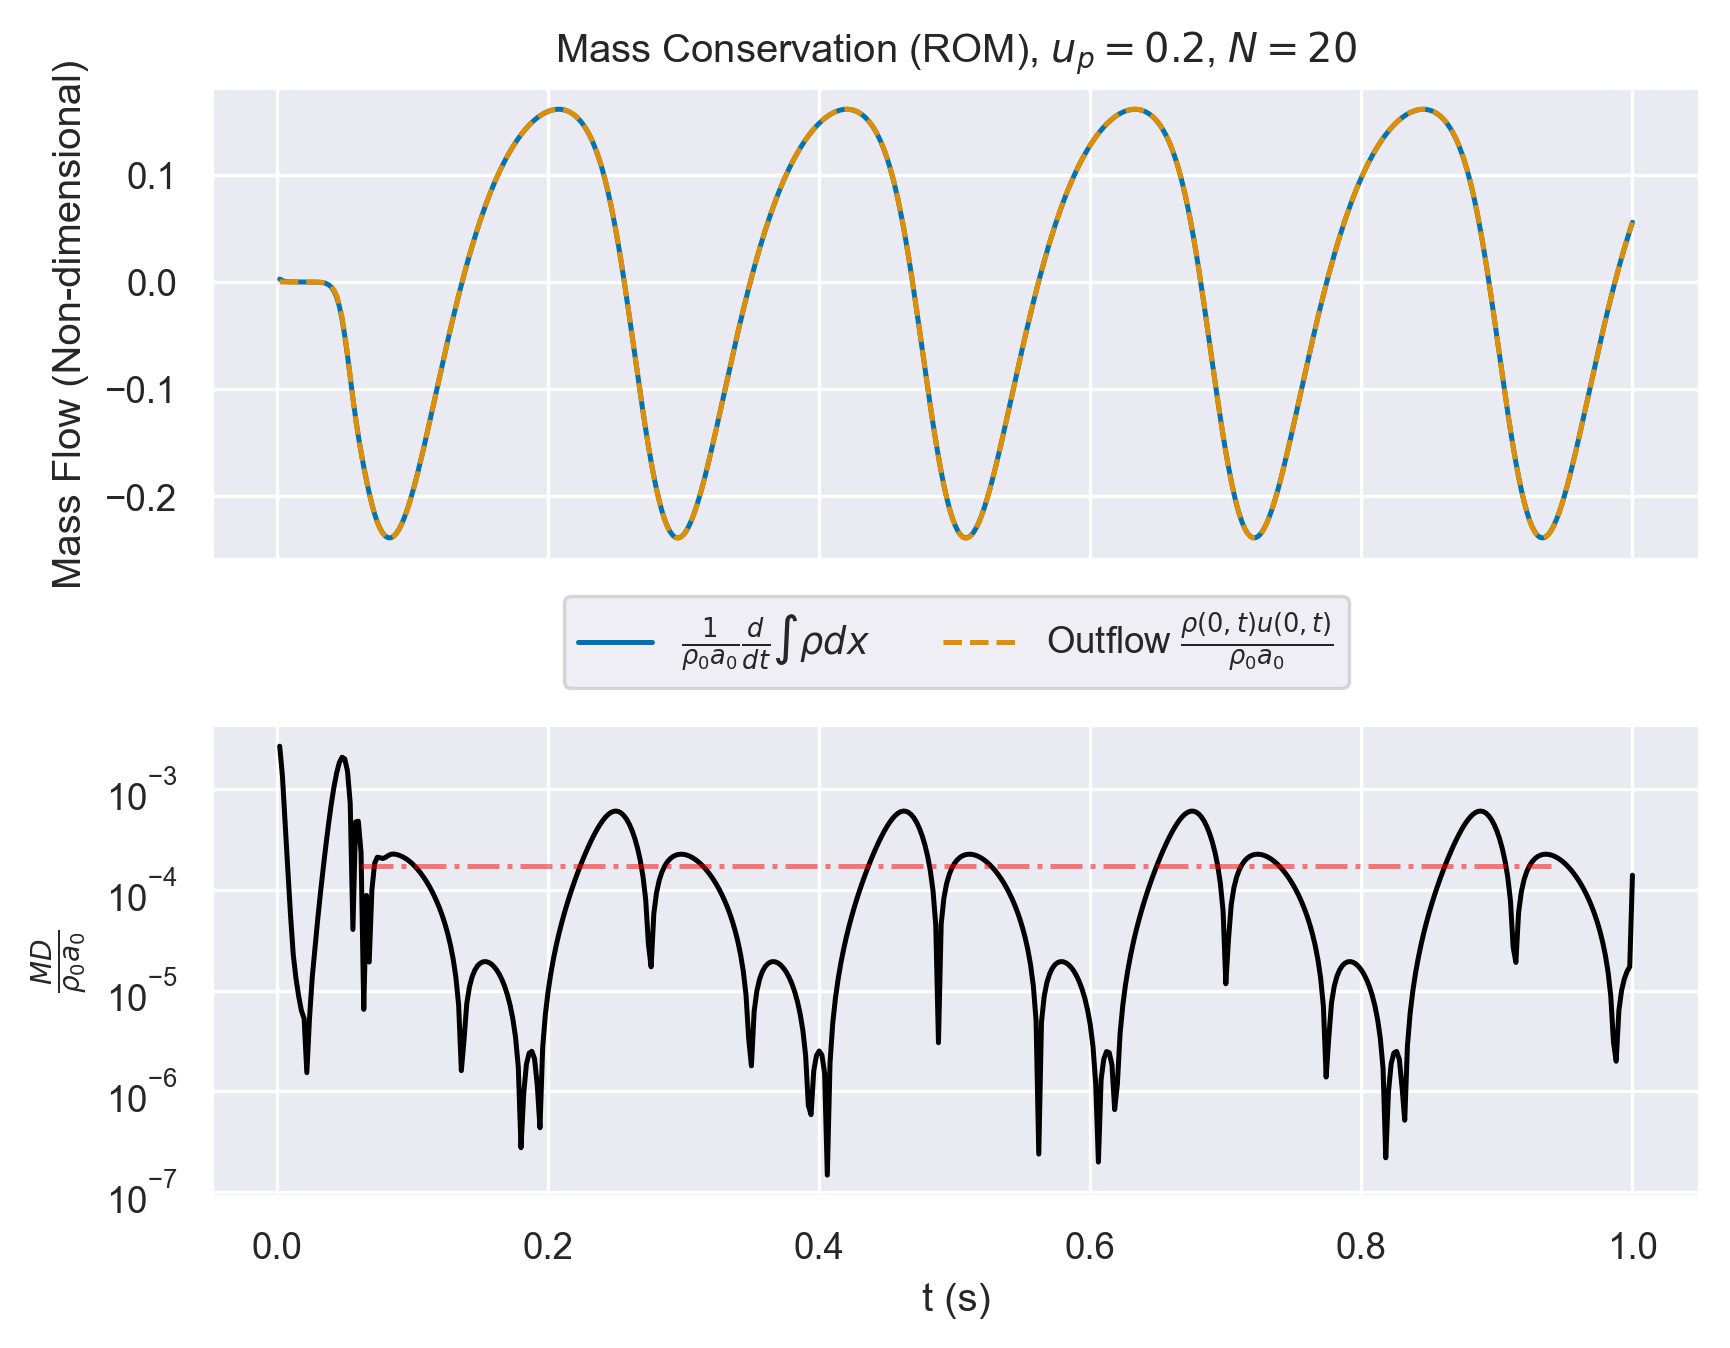 Mass Conservation (ROM), $u_p = 0.2$, $N = 20$
Mass Flow (Non-dimensional)
0.1
0.0
−0.1
−0.2
$\frac{1}{\rho_0 a_0}\frac{d}{dt}\int \rho dx$
Outflow $\frac{\rho(0,t)u(0,t)}{\rho_0 a_0}$
$\frac{MD}{\rho_0 a_0}$
$10^{-3}$
$10^{-4}$
$10^{-5}$
$10^{-6}$
$10^{-7}$
0.0 0.2 0.4 0.6 0.8 1.0
t (s)